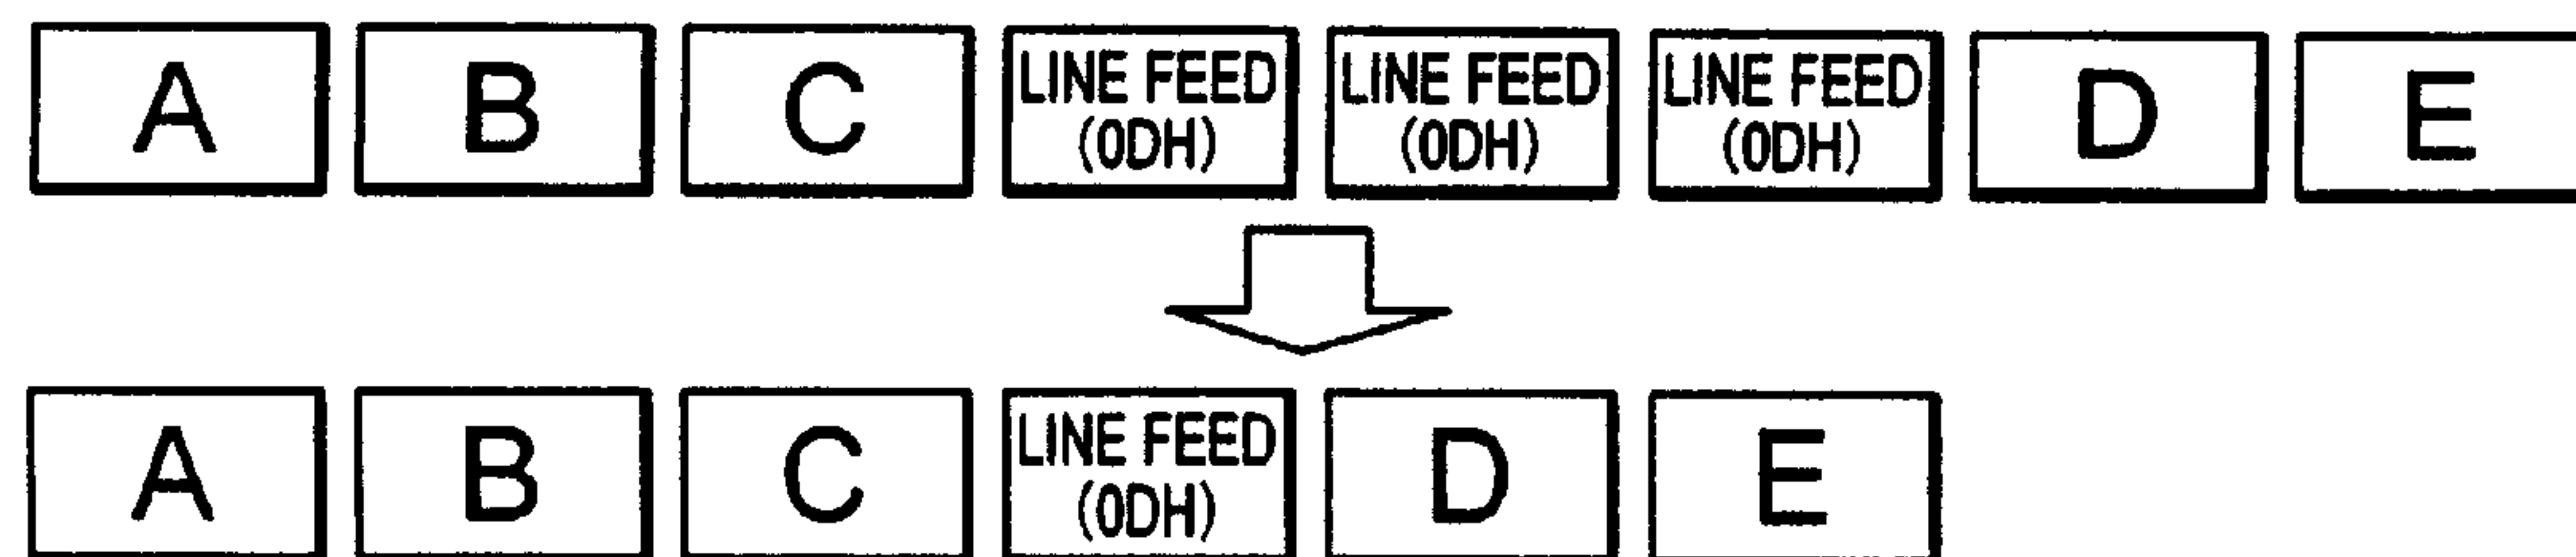 A B C LINE FEED LINE FEED LINE FEED D E
(0DH) (0DH) (0DH)
A B C LINE FEED D E
(0DH)